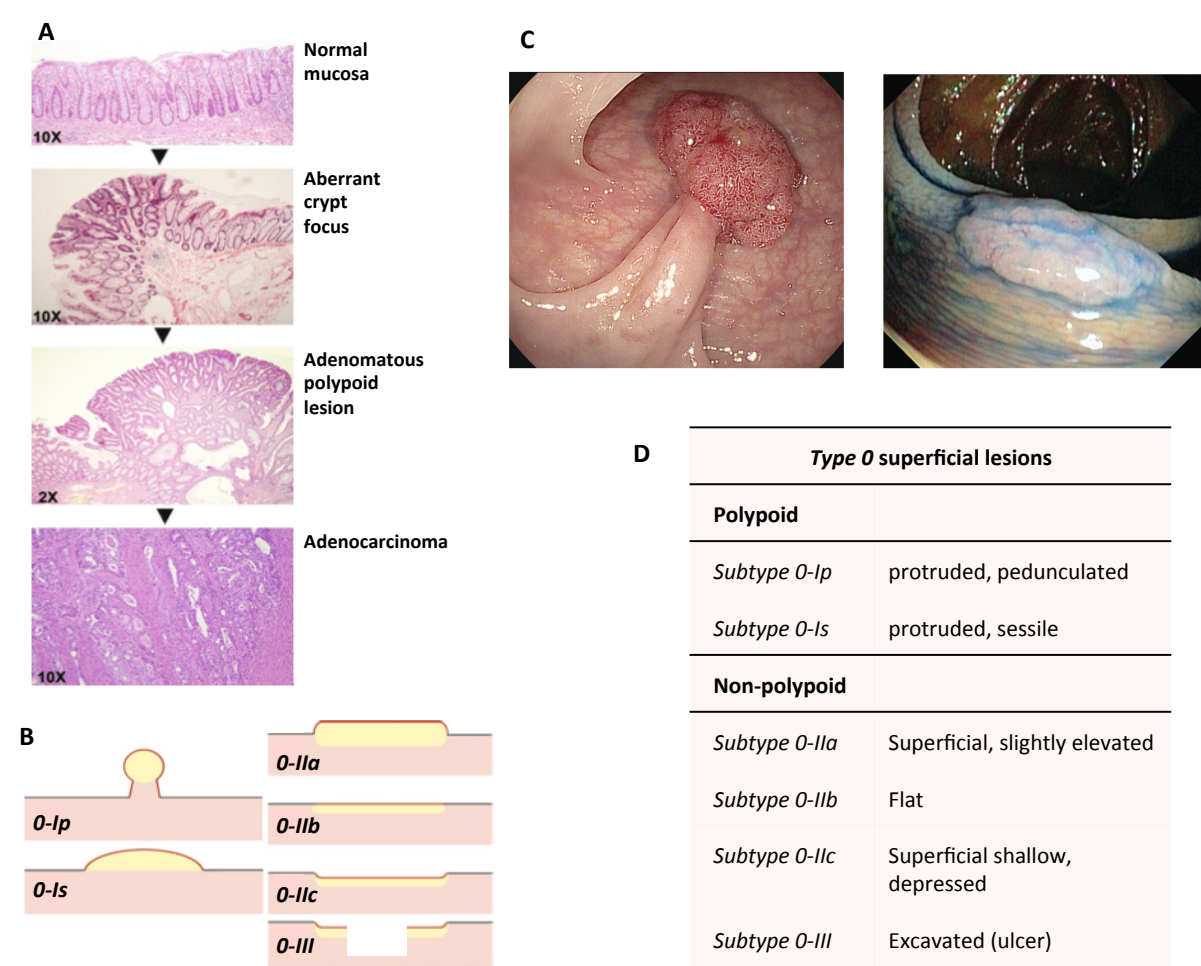 A
Normal
mucosa
10X
Aberrant
crypt
focus
10X
Adenomatous
polypoid
lesion
2X
Adenocarcinoma
10X
B
0-Ip
0-Is
0-IIa
0-IIb
0-IIc
0-III
C
D
Type 0 superficial lesions
Polypoid
Subtype 0-Ip protruded, pedunculated
Subtype 0-Is protruded, sessile
Non-polypoid
Subtype 0-IIa Superficial, slightly elevated
Subtype 0-IIb Flat
Subtype 0-IIc Superficial shallow,
depressed
Subtype 0-III Excavated (ulcer)